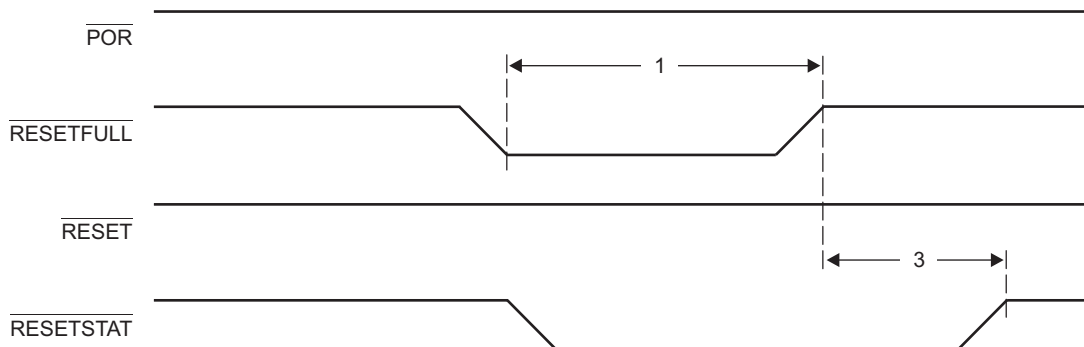 POR
1
RESETFULL
RESET
3
RESETSTAT